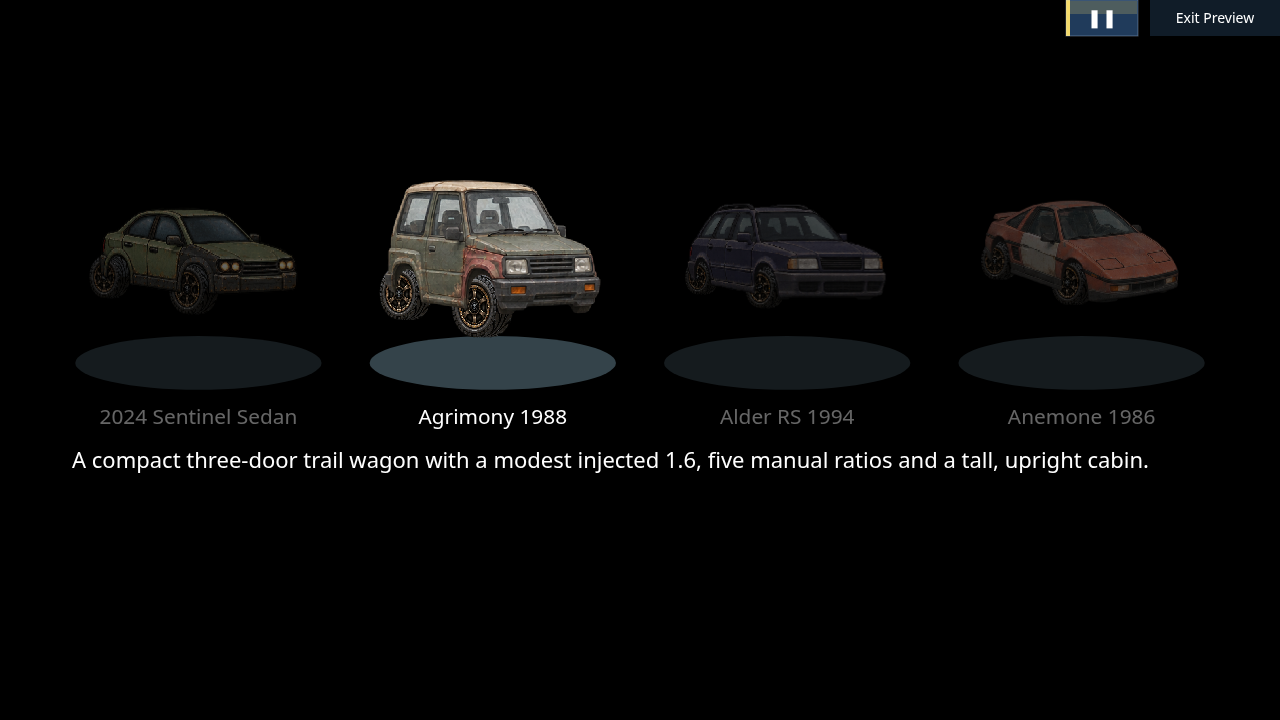 Exit Preview
2024 Sentinel Sedan
Agrimony 1988
Alder RS 1994
Anemone 1986
A compact three-door trail wagon with a modest injected 1.6, five manual ratios and a tall, upright cabin.